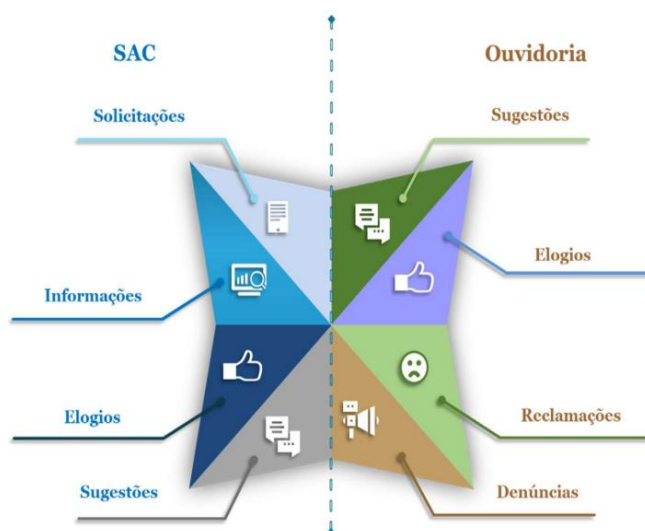 SAC
Ouvidoria
Solicitações
Sugestões
Elogios
Informações
Elogios
Reclamações
Sugestões
Denúncias